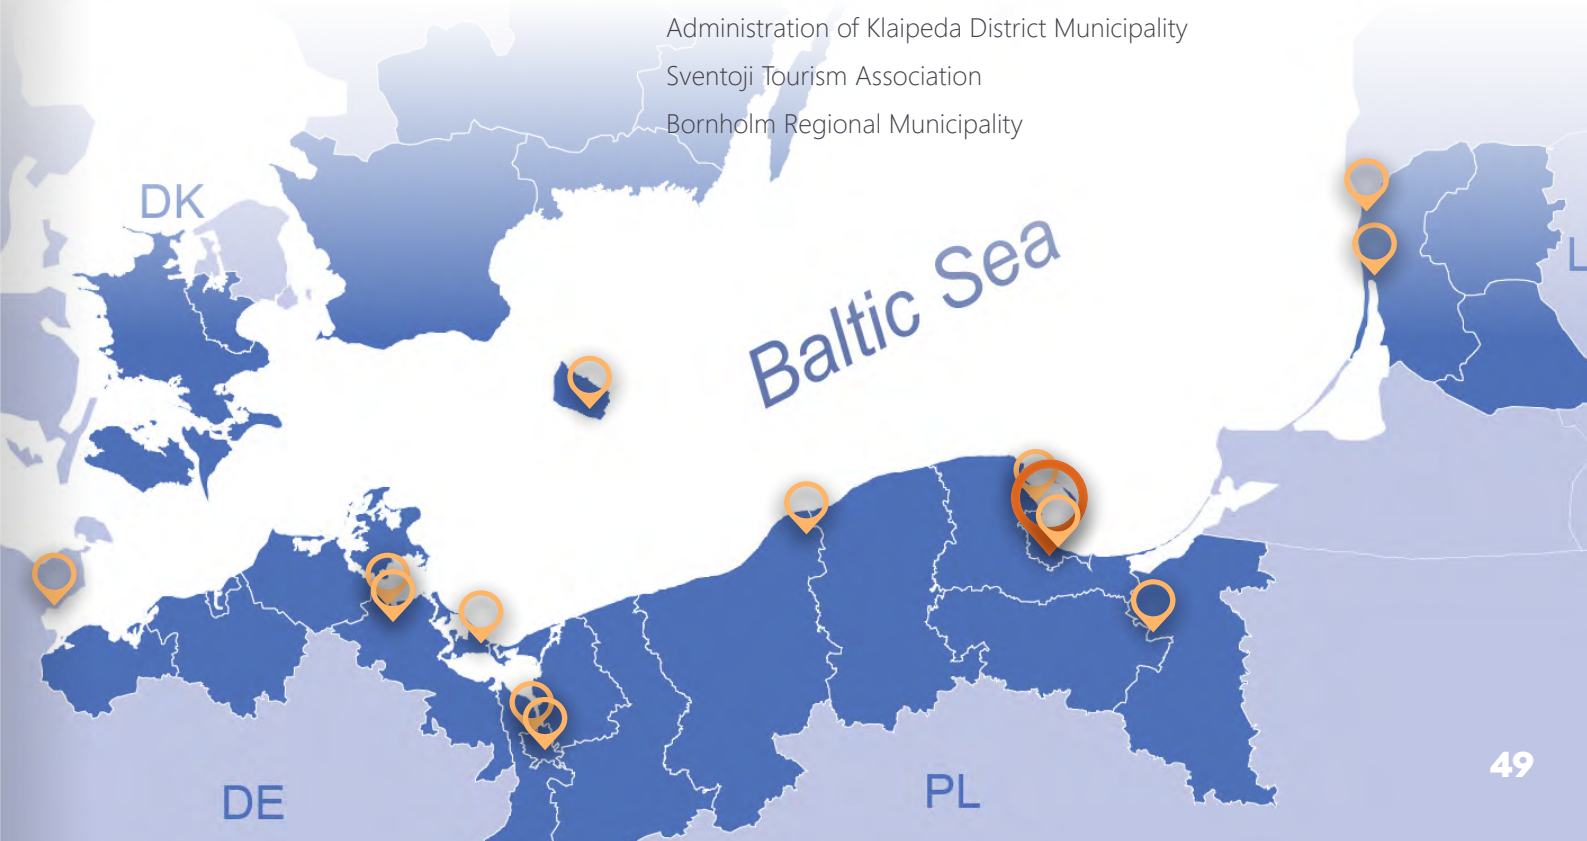 Administration of Klaipeda District Municipality
Sventoji Tourism Association
Bornholm Regional Municipality
DK
Baltic Sea
L
DE
PL
49